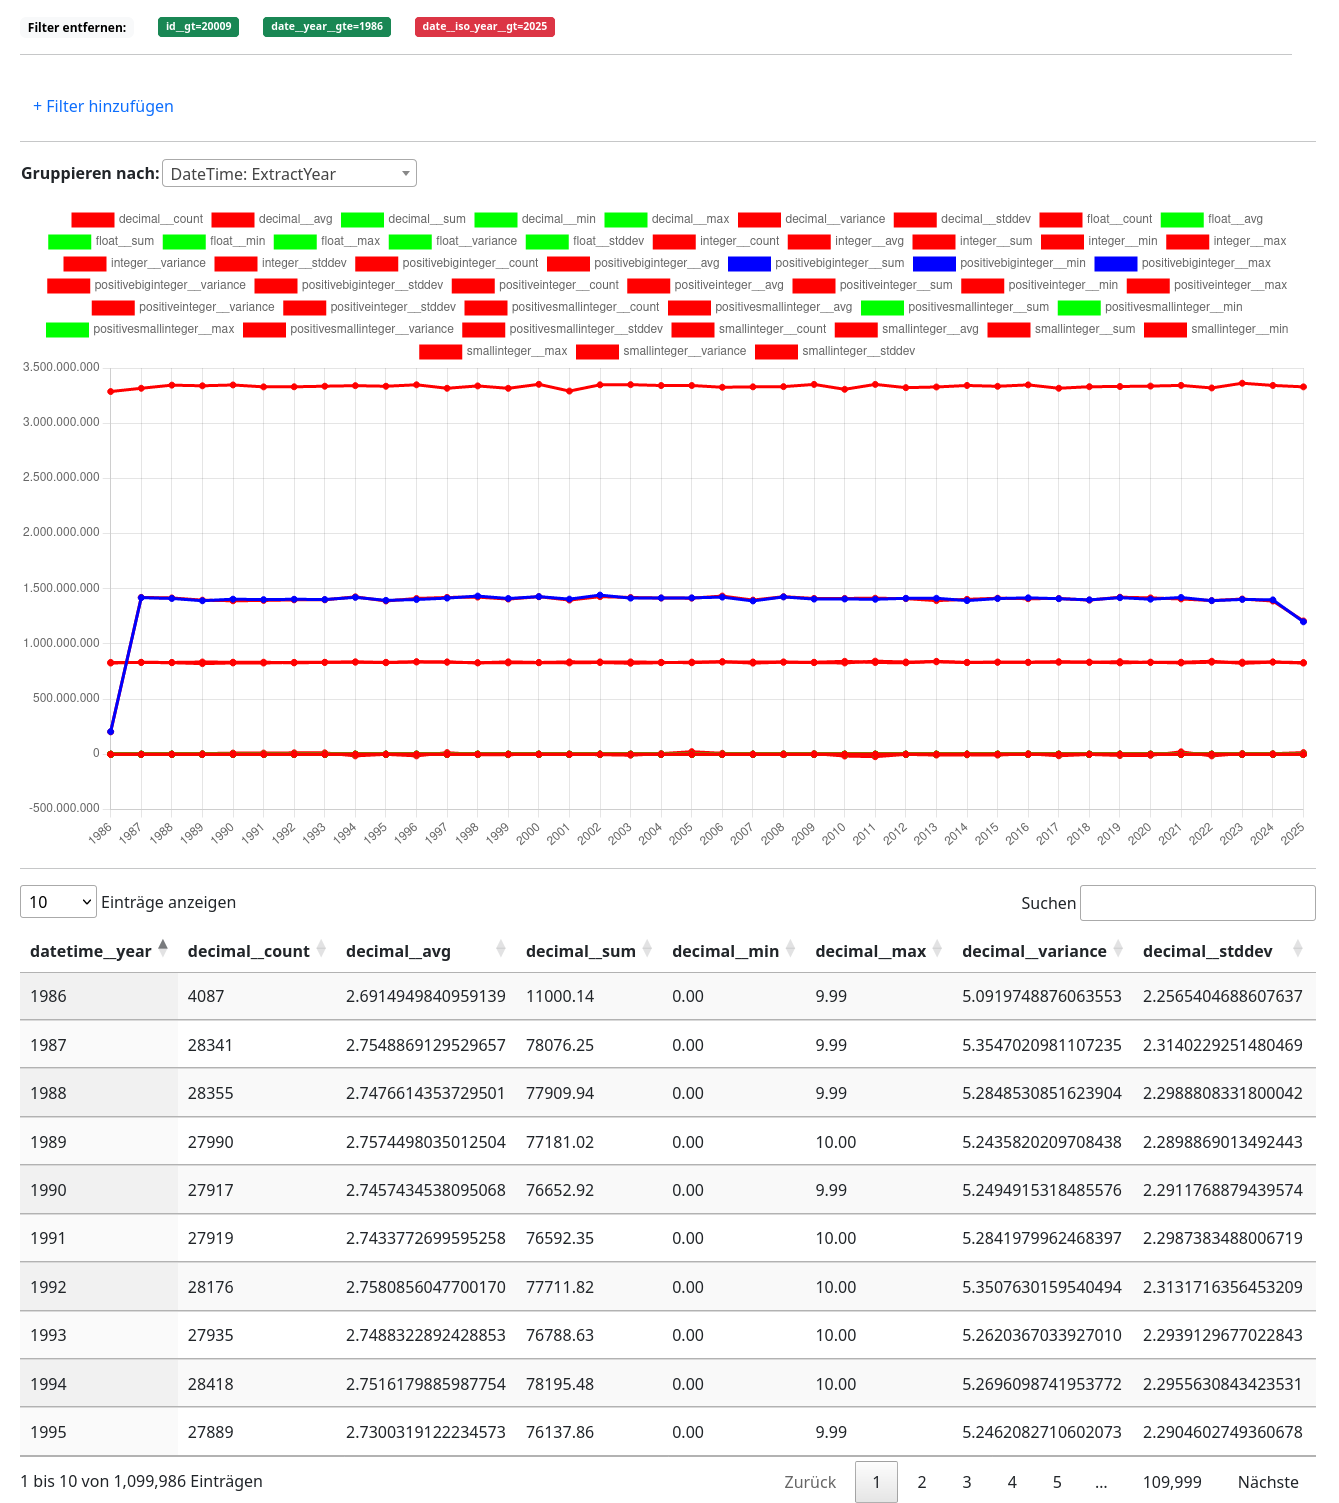 Filter entfernen: id__gt=20009 date__year__gte=1986 date__iso_year__gt=2025
+ Filter hinzufügen
Gruppieren nach: DateTime: ExtractYear
decimal__count decimal__avg decimal__sum decimal__min decimal__max decimal__variance decimal__stddev float__count float__avg
float__sum float__min float__max float__variance float__stddev integer__count integer__avg integer__sum integer__min integer__max
integer__variance integer__stddev positivebiginteger__count positivebiginteger__avg positivebiginteger__sum positivebiginteger__min positivebiginteger__max
positivebiginteger__variance positivebiginteger__stddev positiveinteger__count positiveinteger__avg positiveinteger__sum positiveinteger__min positiveinteger__max
positiveinteger__variance positiveinteger__stddev positivesmallinteger__count positivesmallinteger__avg positivesmallinteger__sum positivesmallinteger__min
positivesmallinteger__max positivesmallinteger__variance positivesmallinteger__stddev smallinteger__count smallinteger__avg smallinteger__sum smallinteger__min
smallinteger__max smallinteger__variance smallinteger__stddev
3.500.000.000
3.000.000.000
2.500.000.000
2.000.000.000
1.500.000.000
1.000.000.000
500.000.000
0
-500.000.000
1986 1987 1988 1989 1990 1991 1992 1993 1994 1995 1996 1997 1998 1999 2000 2001 2002 2003 2004 2005 2006 2007 2008 2009 2010 2011 2012 2013 2014 2015 2016 2017 2018 2019 2020 2021 2022 2023 2024 2025
10 Einträge anzeigen Suchen
datetime__year decimal__count decimal__avg decimal__sum decimal__min decimal__max decimal__variance decimal__stddev
1986 4087 2.6914949840959139 11000.14 0.00 9.99 5.0919748876063553 2.2565404688607637
1987 28341 2.7548869129529657 78076.25 0.00 9.99 5.3547020981107235 2.3140229251480469
1988 28355 2.7476614353729501 77909.94 0.00 9.99 5.2848530851623904 2.2988808331800042
1989 27990 2.7574498035012504 77181.02 0.00 10.00 5.2435820209708438 2.2898869013492443
1990 27917 2.7457434538095068 76652.92 0.00 9.99 5.2494915318485576 2.2911768879439574
1991 27919 2.7433772699595258 76592.35 0.00 10.00 5.2841979962468397 2.2987383488006719
1992 28176 2.7580856047700170 77711.82 0.00 10.00 5.3507630159540494 2.3131716356453209
1993 27935 2.7488322892428853 76788.63 0.00 10.00 5.2620367033927010 2.2939129677022843
1994 28418 2.7516179885987754 78195.48 0.00 10.00 5.2696098741953772 2.2955630843423531
1995 27889 2.7300319122234573 76137.86 0.00 9.99 5.2462082710602073 2.2904602749360678
1 bis 10 von 1,099,986 Einträgen Zurück 1 2 3 4 5 … 109,999 Nächste